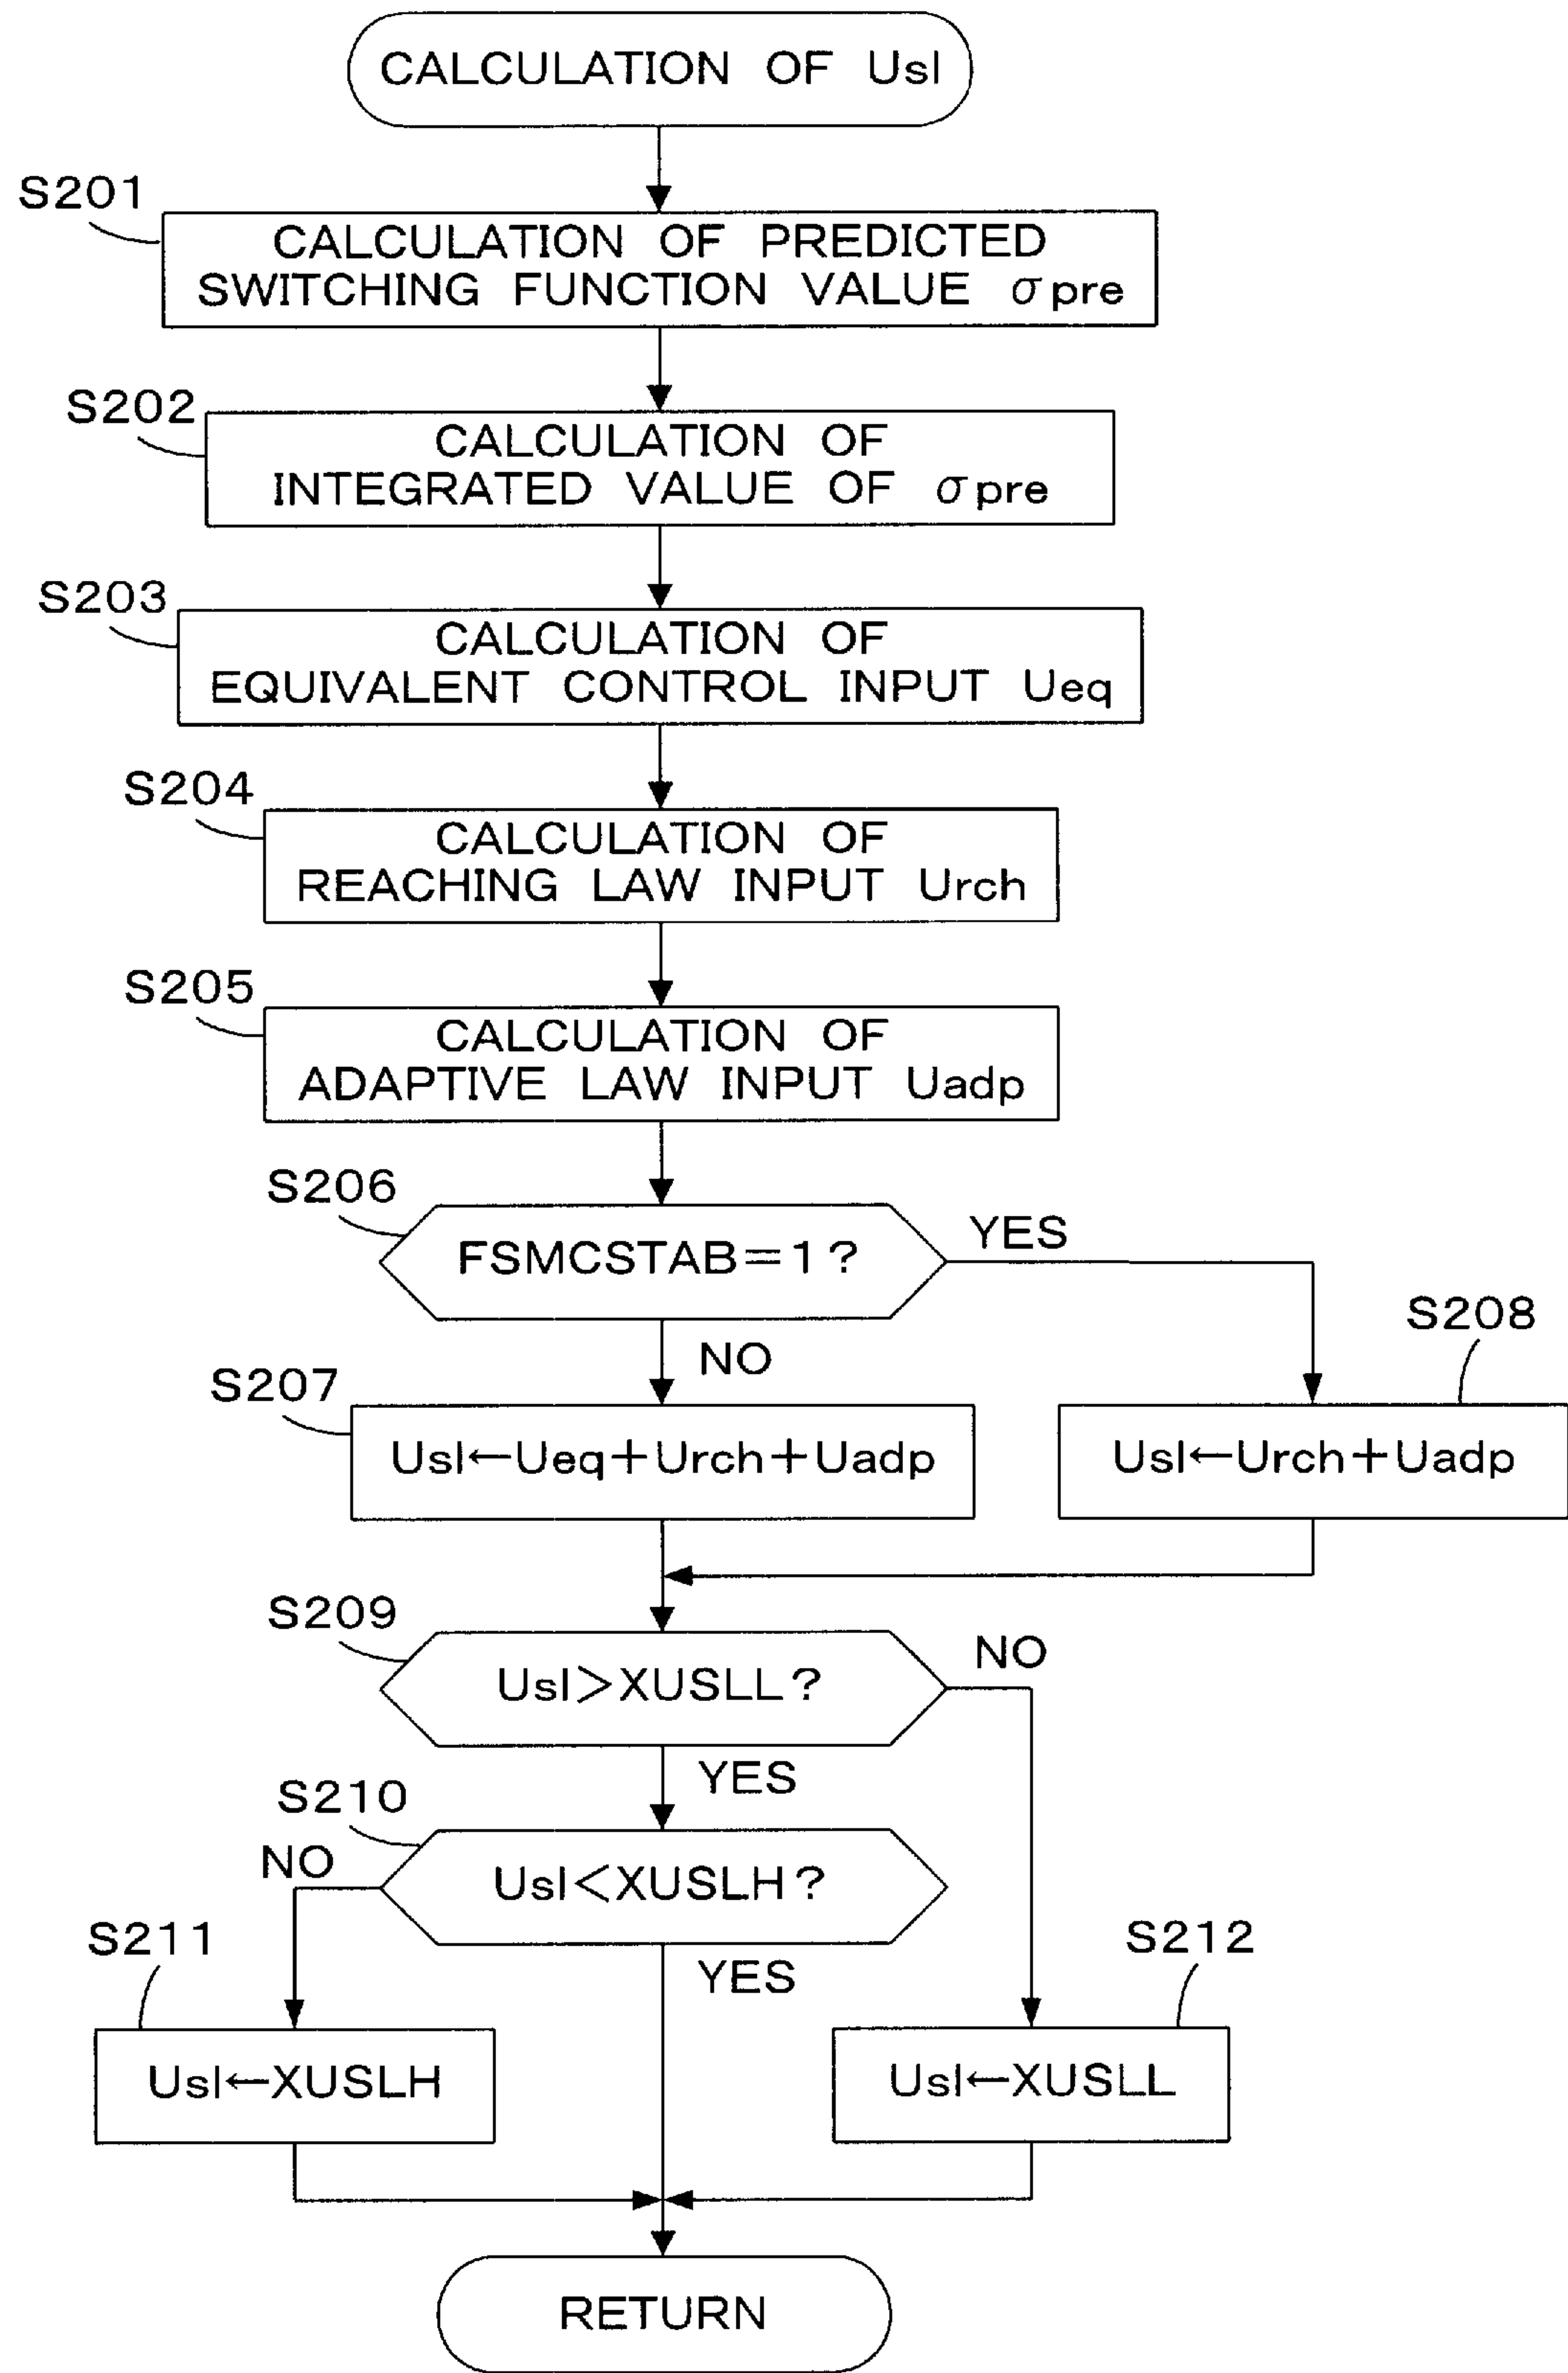 CALCULATION OF Usl
S201
CALCULATION OF PREDICTED
SWITCHING FUNCTION VALUE σpre
S202
CALCULATION OF
INTEGRATED VALUE OF σpre
S203
CALCULATION OF
EQUIVALENT CONTROL INPUT Ueq
S204
CALCULATION OF
REACHING LAW INPUT Urch
S205
CALCULATION OF
ADAPTIVE LAW INPUT Uadp
S206
FSMCSTAB=1?
YES
NO
S207
Usl←Ueq+Urch+Uadp
S208
Usl←Urch+Uadp
S209
Usl>XUSLL?
NO
YES
S210
Usl<XUSLH?
NO
YES
S211
Usl←XUSLH
S212
Usl←XUSLL
RETURN